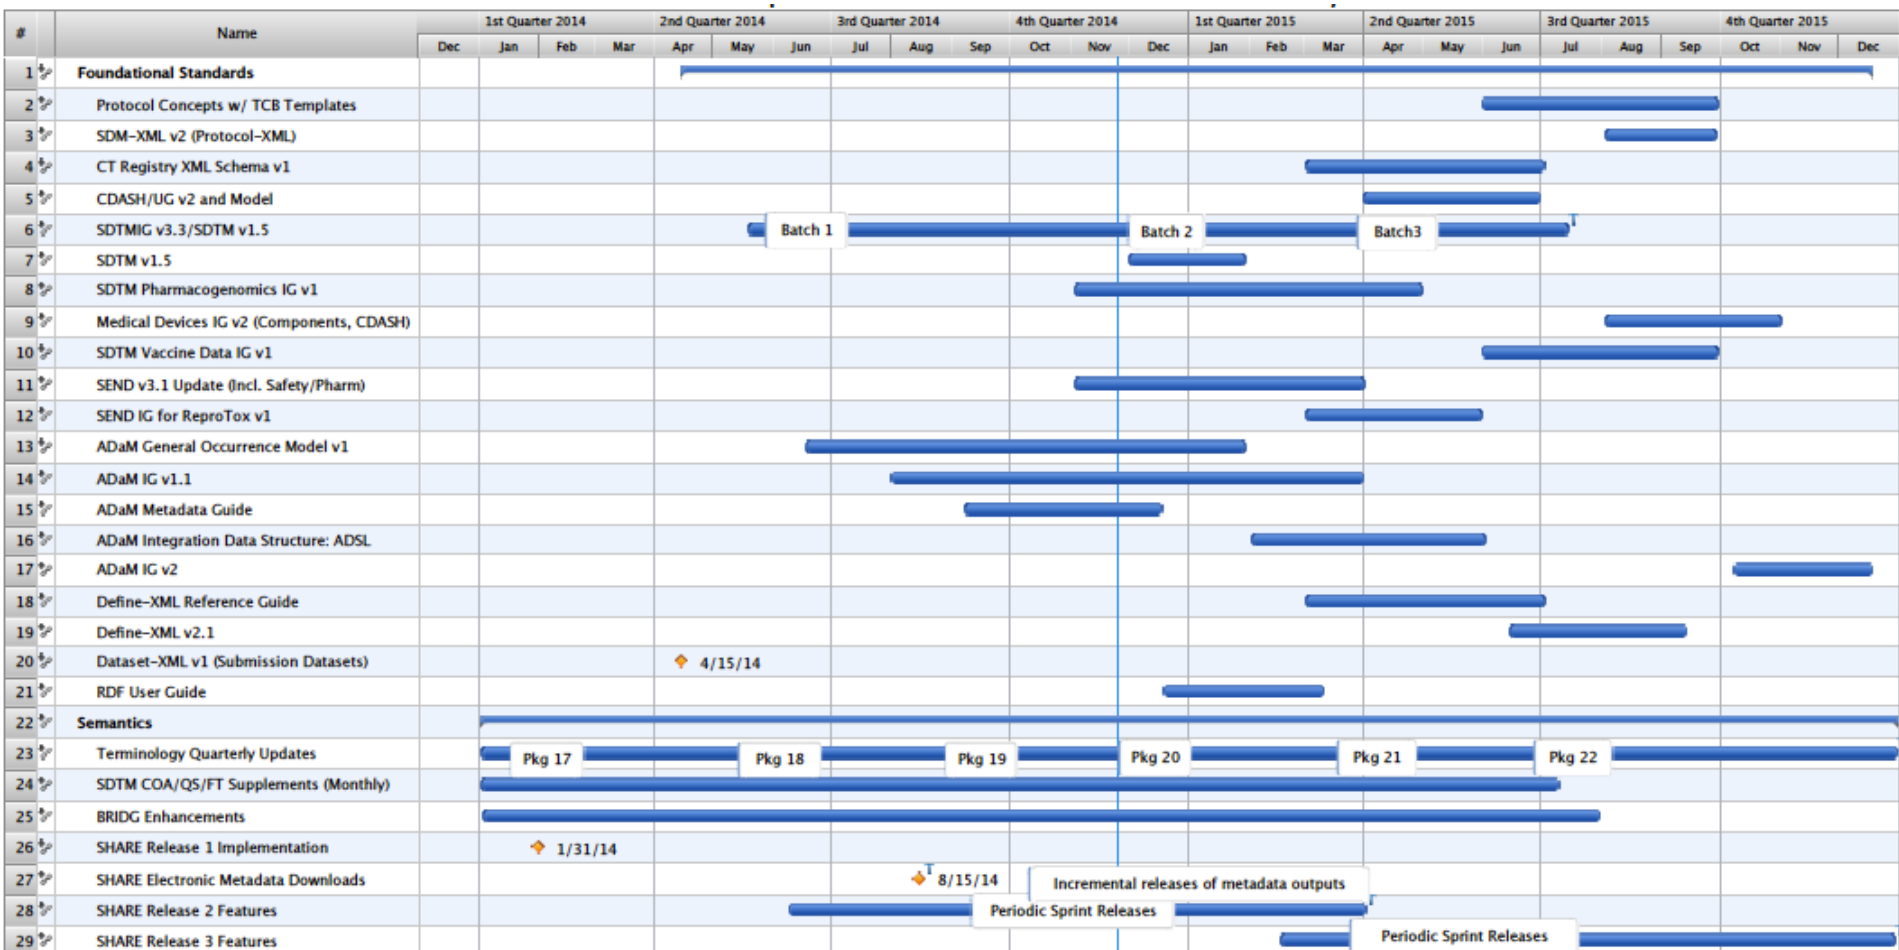 1st Quarter 2014 2nd Quarter 2014 3rd Quarter 2014 4th Quarter 2014 1st Quarter 2015 2nd Quarter 2015 3rd Quarter 2015 4th Quarter 2015
# Name
Dec Jan Feb Mar Apr May Jun Jul Aug Sep Oct Nov Dec Jan Feb Mar Apr May Jun Jul Aug Sep Oct Nov Dec
1 Foundational Standards
2 Protocol Concepts w/ TCB Templates
3 SDM-XML v2 (Protocol-XML)
4 CT Registry XML Schema v1
5 CDASH/UG v2 and Model
6 SDTMIG v3.3/SDTM v1.5 Batch 1 Batch 2 Batch3
7 SDTM v1.5
8 SDTM Pharmacogenomics IG v1
9 Medical Devices IG v2 (Components, CDASH)
10 SDTM Vaccine Data IG v1
11 SEND v3.1 Update (Incl. Safety/Pharm)
12 SEND IG for ReproTox v1
13 ADaM General Occurrence Model v1
14 ADaM IG v1.1
15 ADaM Metadata Guide
16 ADaM Integration Data Structure: ADSL
17 ADaM IG v2
18 Define-XML Reference Guide
19 Define-XML v2.1
20 Dataset-XML v1 (Submission Datasets) 4/15/14
21 RDF User Guide
22 Semantics
23 Terminology Quarterly Updates Pkg 17 Pkg 18 Pkg 19 Pkg 20 Pkg 21 Pkg 22
24 SDTM COA/QS/FT Supplements (Monthly)
25 BRIDG Enhancements
26 SHARE Release 1 Implementation 1/31/14
27 SHARE Electronic Metadata Downloads 8/15/14 Incremental releases of metadata outputs
28 SHARE Release 2 Features Periodic Sprint Releases
29 SHARE Release 3 Features Periodic Sprint Releases